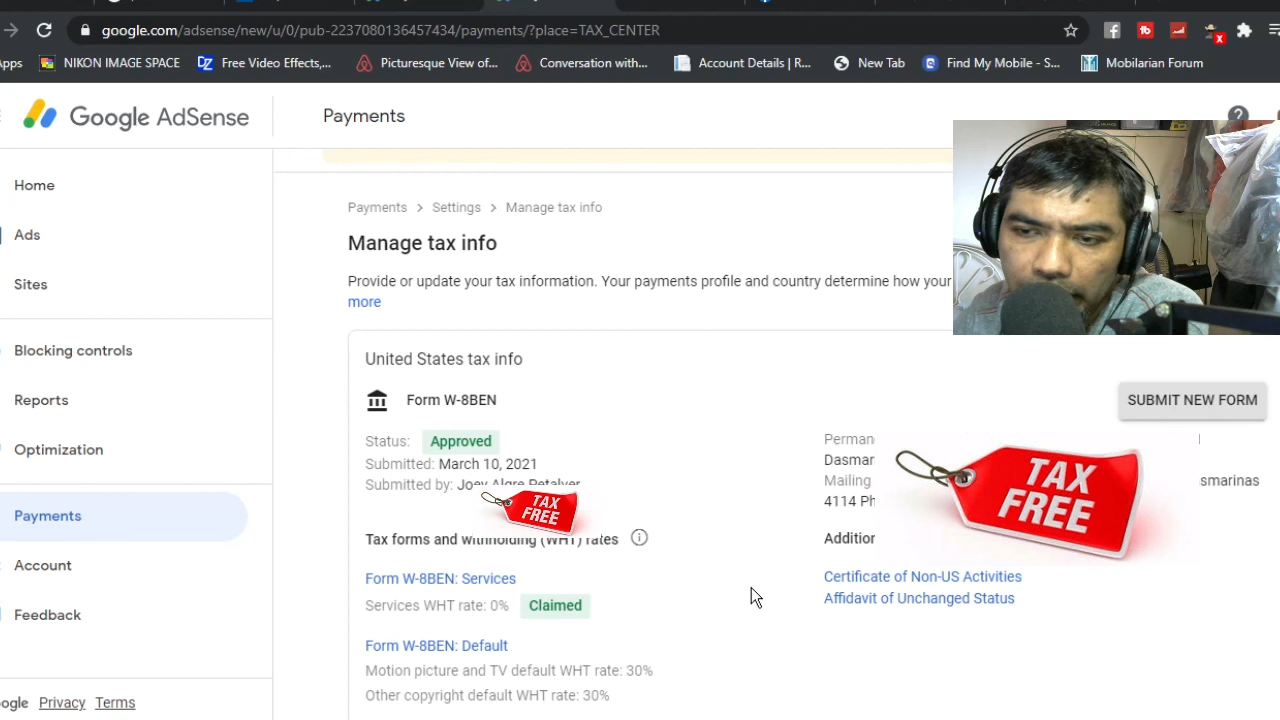 google.com/adsense/new/u/0/pub-2237080136457434/payments/?place=TAX_CENTER
Apps NIKON IMAGE SPACE Free Video Effects,... Picturesque View of... Conversation with... Account Details | R... New Tab Find My Mobile - S... Mobilarian Forum
Google AdSense
Payments
Home
Ads
Sites
Blocking controls
Reports
Optimization
Payments
Account
Feedback
ogle Privacy Terms
Payments > Settings > Manage tax info
Manage tax info
Provide or update your tax information. Your payments profile and country determine how your
more
United States tax info
Form W-8BEN
SUBMIT NEW FORM
Status: Approved
Submitted: March 10, 2021
Submitted by: Joey Algre Petalver
TAX
FREE
Tax forms and withholding (WHT) rates
Form W-8BEN: Services
Services WHT rate: 0% Claimed
Form W-8BEN: Default
Motion picture and TV default WHT rate: 30%
Other copyright default WHT rate: 30%
Perman
Dasmar
Mailing smarinas
4114 Ph
TAX
FREE
Addition
Certificate of Non-US Activities
Affidavit of Unchanged Status